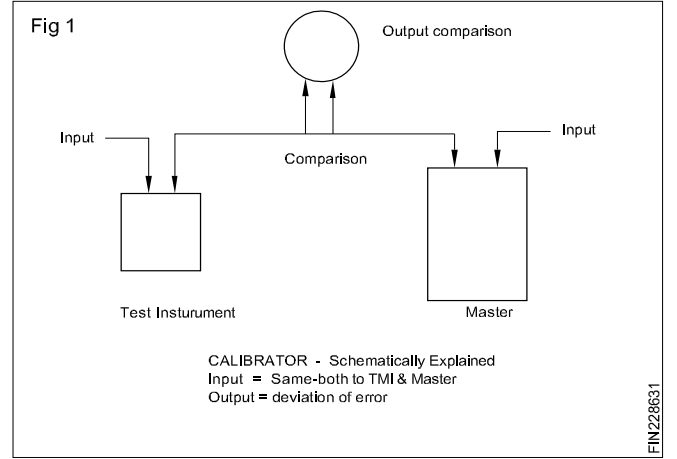 Fig 1
Output comparison
Input
Input
Comparison
Test Insturument
Master
CALIBRATOR - Schematically Explained
Input = Same-both to TMI & Master
Output = deviation of error
FIN228631